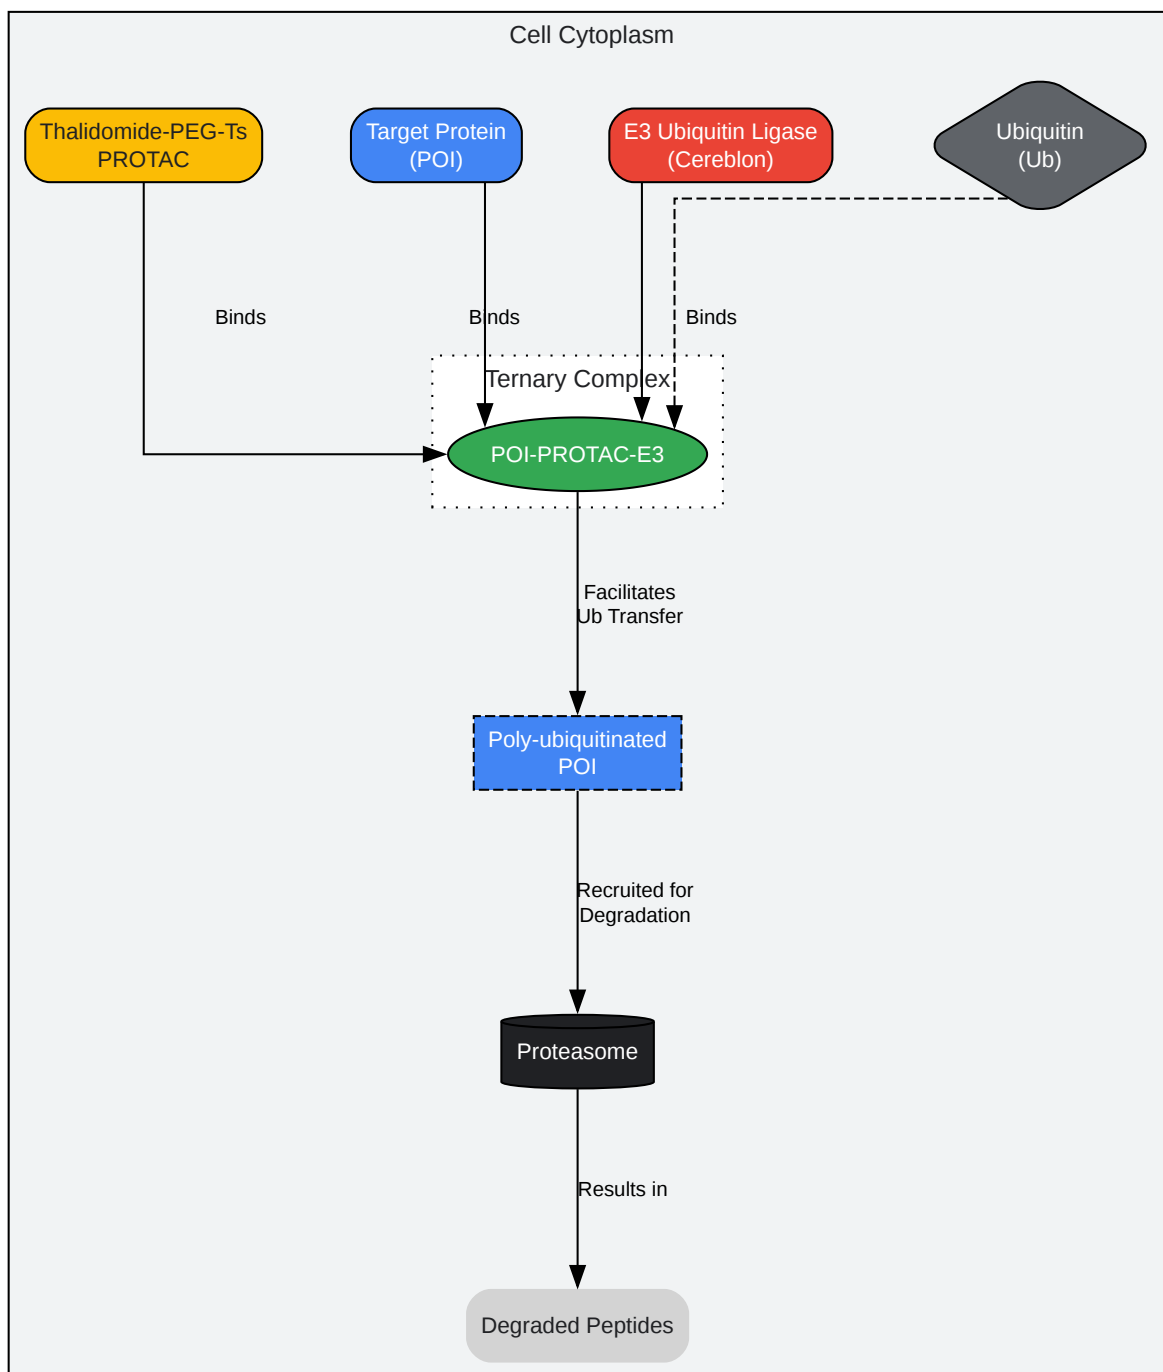 Cell Cytoplasm
Thalidomide-PEG-Ts
PROTAC
Target Protein
(POI)
E3 Ubiquitin Ligase
(Cereblon)
Ubiquitin
(Ub)
Binds
Binds
Binds
Ternary Complex
POI-PROTAC-E3
Facilitates
Ub Transfer
Poly-ubiquitinated
POI
Recruited for
Degradation
Proteasome
Results in
Degraded Peptides